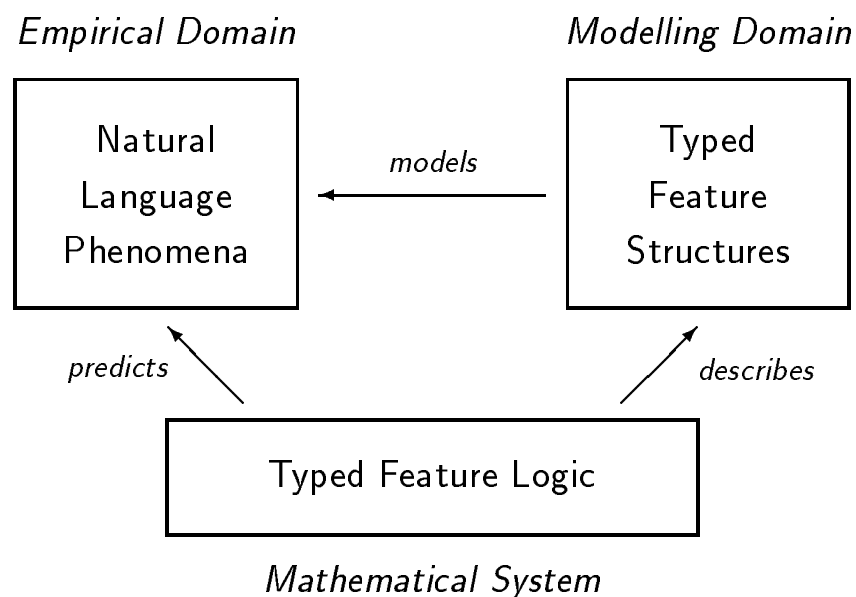 Empirical Domain
Modelling Domain
Natural
Language
Phenomena
models
Typed
Feature
Structures
predicts
describes
Typed Feature Logic
Mathematical System